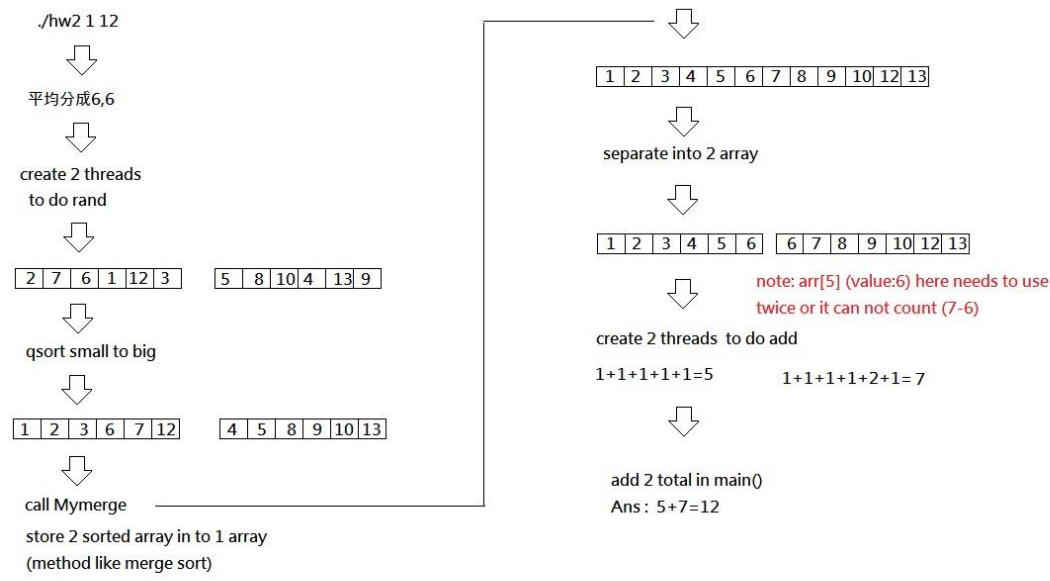 ./hw2 1 12
平均分成6,6
create 2 threads
to do rand
2 7 6 1 12 3
5 8 10 4 13 9
qsort small to big
1 2 3 6 7 12
4 5 8 9 10 13
call Mymerge
store 2 sorted array in to 1 array
(method like merge sort)
1 2 3 4 5 6 7 8 9 10 12 13
separate into 2 array
1 2 3 4 5 6
6 7 8 9 10 12 13
note: arr[5] (value:6) here needs to use
twice or it can not count (7-6)
create 2 threads to do add
1+1+1+1+1=5
1+1+1+1+2+1= 7
add 2 total in main()
Ans : 5+7=12